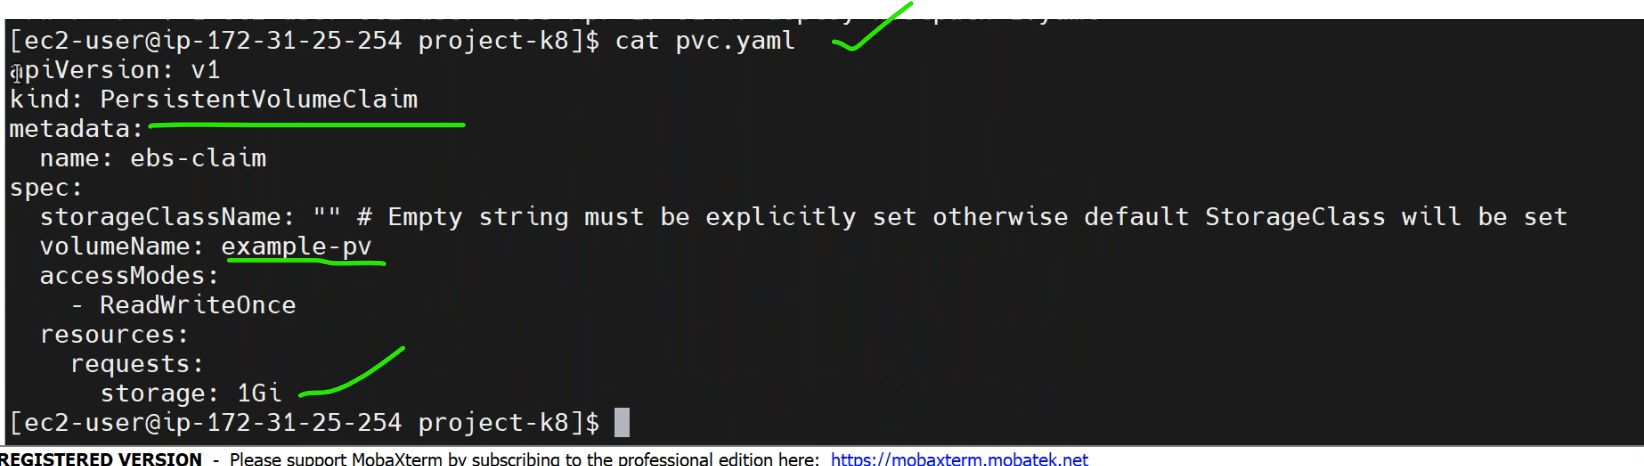 [ec2-user@ip-172-31-25-254 project-k8]$ cat pvc.yaml
apiVersion: v1
kind: PersistentVolumeClaim
metadata:
  name: ebs-claim
spec:
  storageClassName: "" # Empty string must be explicitly set otherwise default StorageClass will be set
  volumeName: example-pv
  accessModes:
    - ReadWriteOnce
  resources:
    requests:
      storage: 1Gi
[ec2-user@ip-172-31-25-254 project-k8]$
REGISTERED VERSION - Please support MobaXterm by subscribing to the professional edition here: https://mobaxterm.mobatek.net